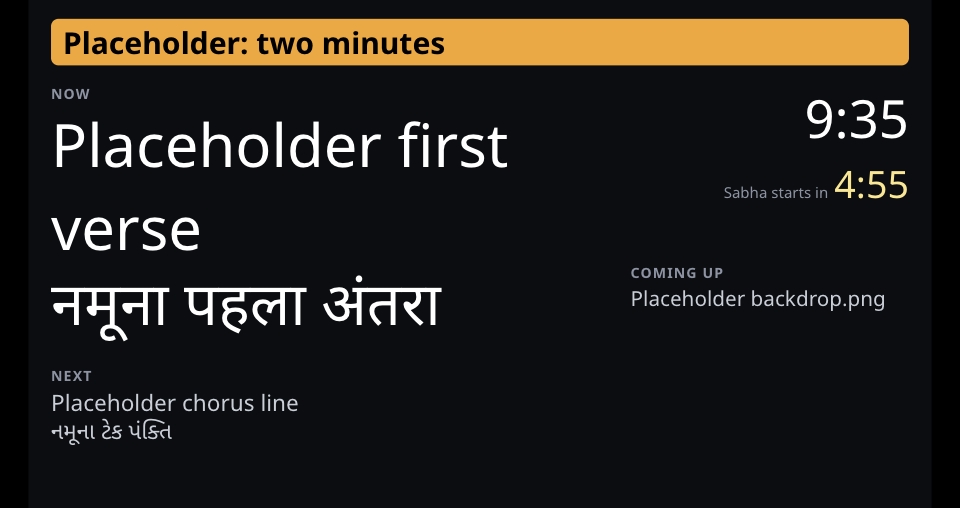 Placeholder: two minutes
NOW
Placeholder first
verse
नमूना पहला अंतरा
NEXT
Placeholder chorus line
નમૂના ટેક પંક્તિ
9:35
Sabha starts in 4:55
COMING UP
Placeholder backdrop.png